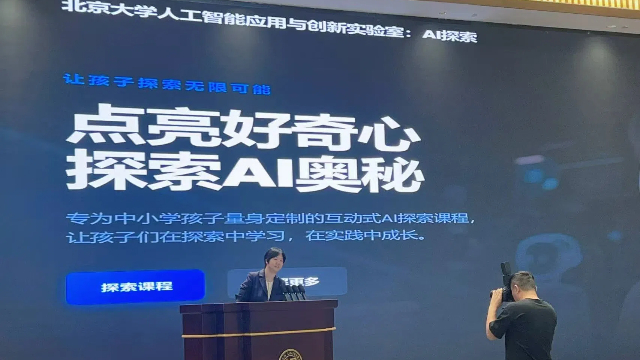 北京大学人工智能应用与创新实验室：AI探索
让孩子探索无限可能
点亮好奇心
探索AI奥秘
专为中小学孩子量身定制的互动式AI探索课程，
让孩子们在探索中学习，在实践中成长。
探索课程
更多